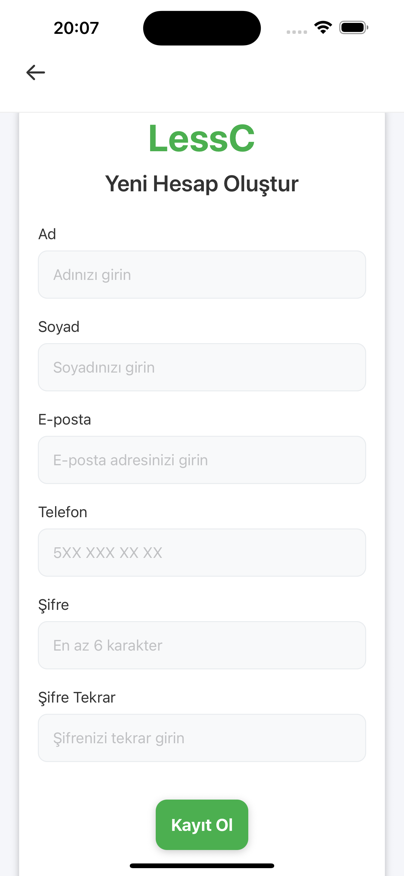 20:07
LessC
Yeni Hesap Oluştur
Ad
Adınızı girin
Soyad
Soyadınızı girin
E-posta
E-posta adresinizi girin
Telefon
5XX XXX XX XX
Şifre
En az 6 karakter
Şifre Tekrar
Şifrenizi tekrar girin
Kayıt Ol